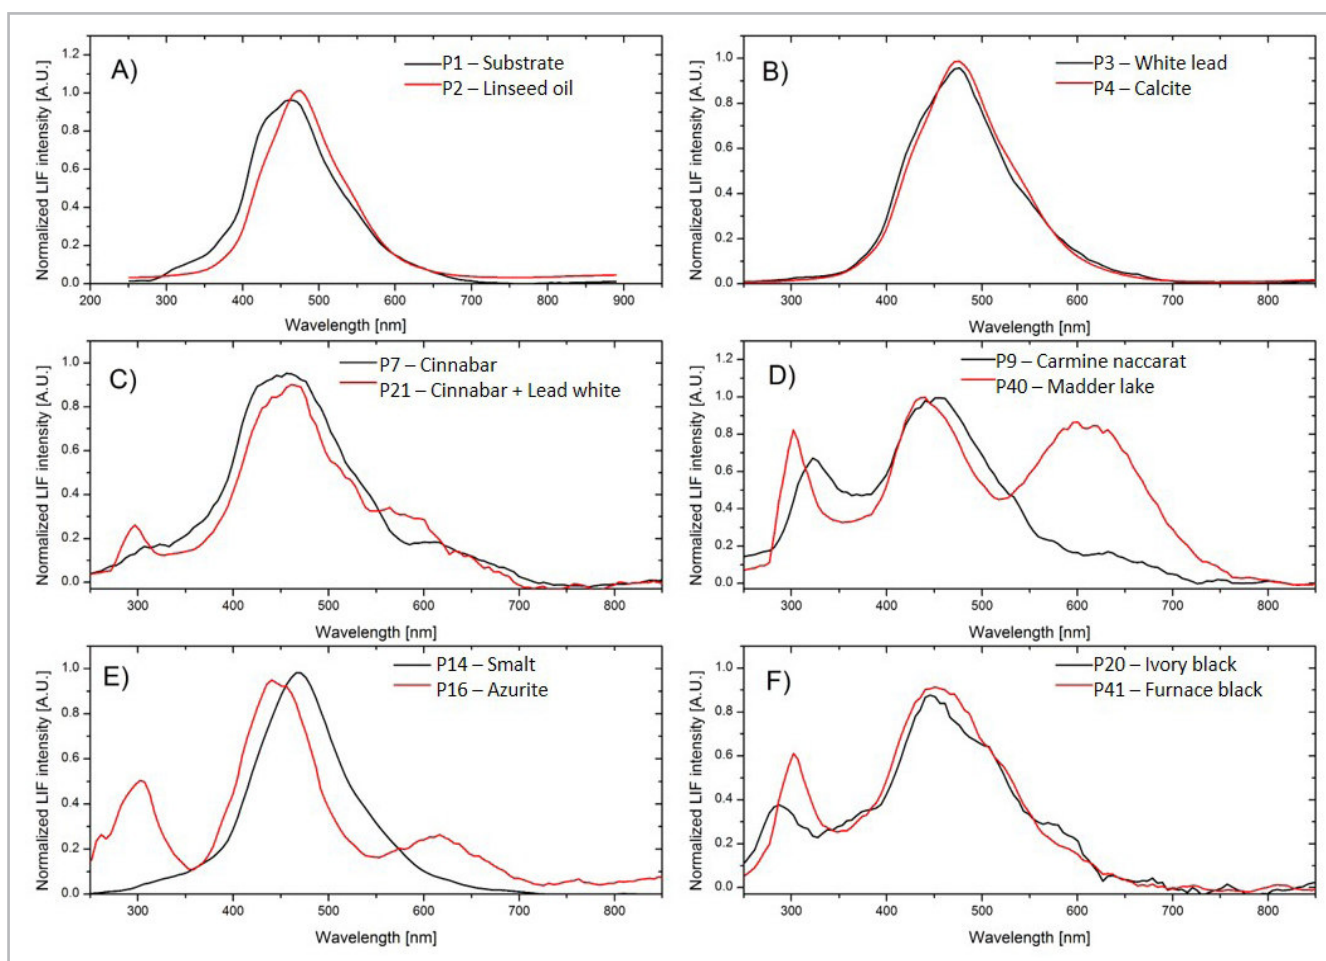 A)
P1 – Substrate
P2 – Linseed oil
Normalized LIF intensity [A.U.]
1.2
1.0
0.8
0.6
0.4
0.2
0.0
200 300 400 500 600 700 800 900
Wavelength [nm]
B)
P3 – White lead
P4 – Calcite
Normalized LIF intensity [A.U.]
1.0
0.8
0.6
0.4
0.2
0.0
300 400 500 600 700 800
Wavelength [nm]
C)
P7 – Cinnabar
P21 – Cinnabar + Lead white
Normalized LIF intensity [A.U.]
1.0
0.8
0.6
0.4
0.2
0.0
300 400 500 600 700 800
Wavelength [nm]
D)
P9 – Carmine naccarat
P40 – Madder lake
Normalized LIF intensity [A.U.]
1.2
1.0
0.8
0.6
0.4
0.2
0.0
300 400 500 600 700 800
Wavelength [nm]
E)
P14 – Smalt
P16 – Azurite
Normalized LIF intensity [A.U.]
1.0
0.8
0.6
0.4
0.2
0.0
300 400 500 600 700 800
Wavelength [nm]
F)
P20 – Ivory black
P41 – Furnace black
Normalized LIF intensity [A.U.]
1.0
0.8
0.6
0.4
0.2
0.0
300 400 500 600 700 800
Wavelength [nm]